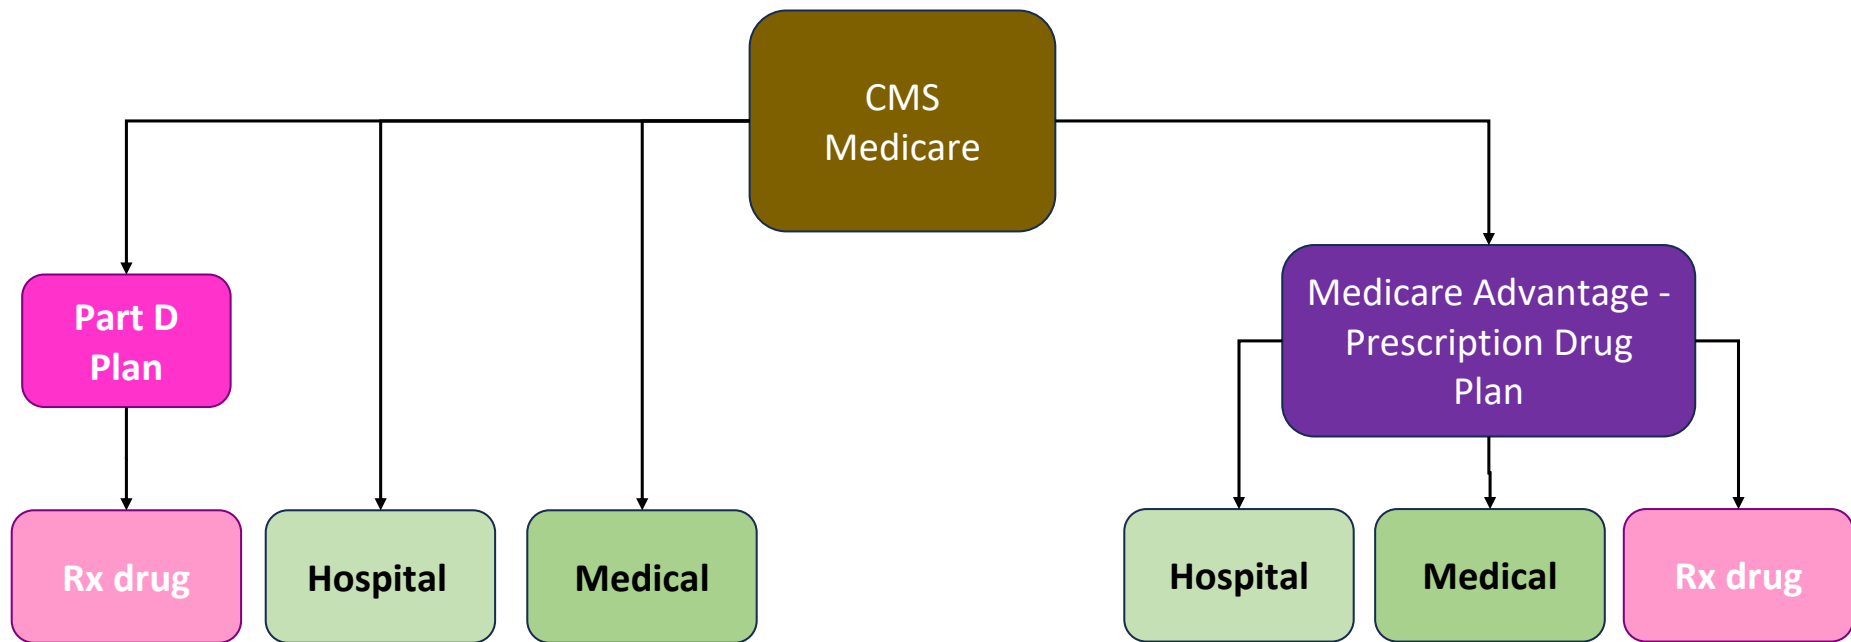 CMS
Medicare
Part D
Plan
Medicare Advantage -
Prescription Drug
Plan
Rx drug
Hospital
Medical
Hospital
Medical
Rx drug